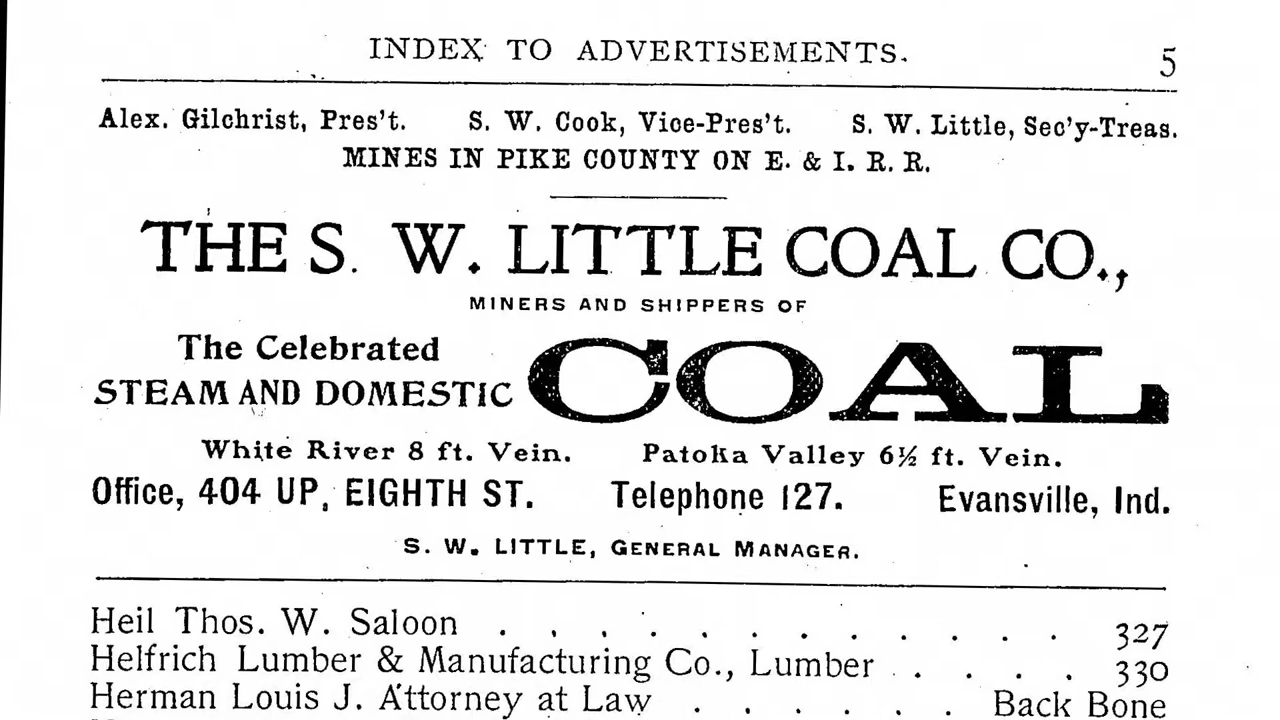 INDEX TO ADVERTISEMENTS. 5
Alex. Gilchrist, Pres't. S. W. Cook, Vice-Pres't. S. W. Little, Sec'y-Treas.
MINES IN PIKE COUNTY ON E. & I. R. R.
THE S. W. LITTLE COAL CO.,
MINERS AND SHIPPERS OF
The Celebrated
STEAM AND DOMESTIC COAL
White River 8 ft. Vein. Patoka Valley 6½ ft. Vein.
Office, 404 UP, EIGHTH ST. Telephone 127. Evansville, Ind.
S. W. LITTLE, GENERAL MANAGER.
Heil Thos. W. Saloon . . . . . . . . . . . . 327
Helfrich Lumber & Manufacturing Co., Lumber . . . . . 330
Herman Louis J. Attorney at Law . . . . . . . Back Bone